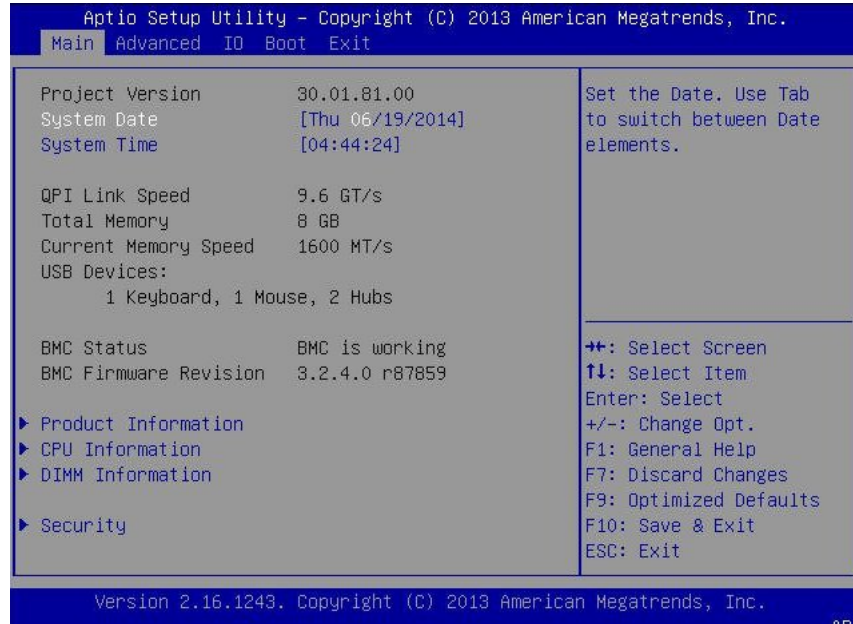 Aptio Setup Utility – Copyright (C) 2013 American Megatrends, Inc.
Main Advanced IO Boot Exit
Project Version 30.01.81.00
System Date [Thu 06/19/2014]
System Time [04:44:24]
QPI Link Speed 9.6 GT/s
Total Memory 8 GB
Current Memory Speed 1600 MT/s
USB Devices:
1 Keyboard, 1 Mouse, 2 Hubs
BMC Status BMC is working
BMC Firmware Revision 3.2.4.0 r87859
Product Information
CPU Information
DIMM Information
Security
Set the Date. Use Tab
to switch between Date
elements.
→←: Select Screen
↑↓: Select Item
Enter: Select
+/-: Change Opt.
F1: General Help
F7: Discard Changes
F9: Optimized Defaults
F10: Save & Exit
ESC: Exit
Version 2.16.1243. Copyright (C) 2013 American Megatrends, Inc.